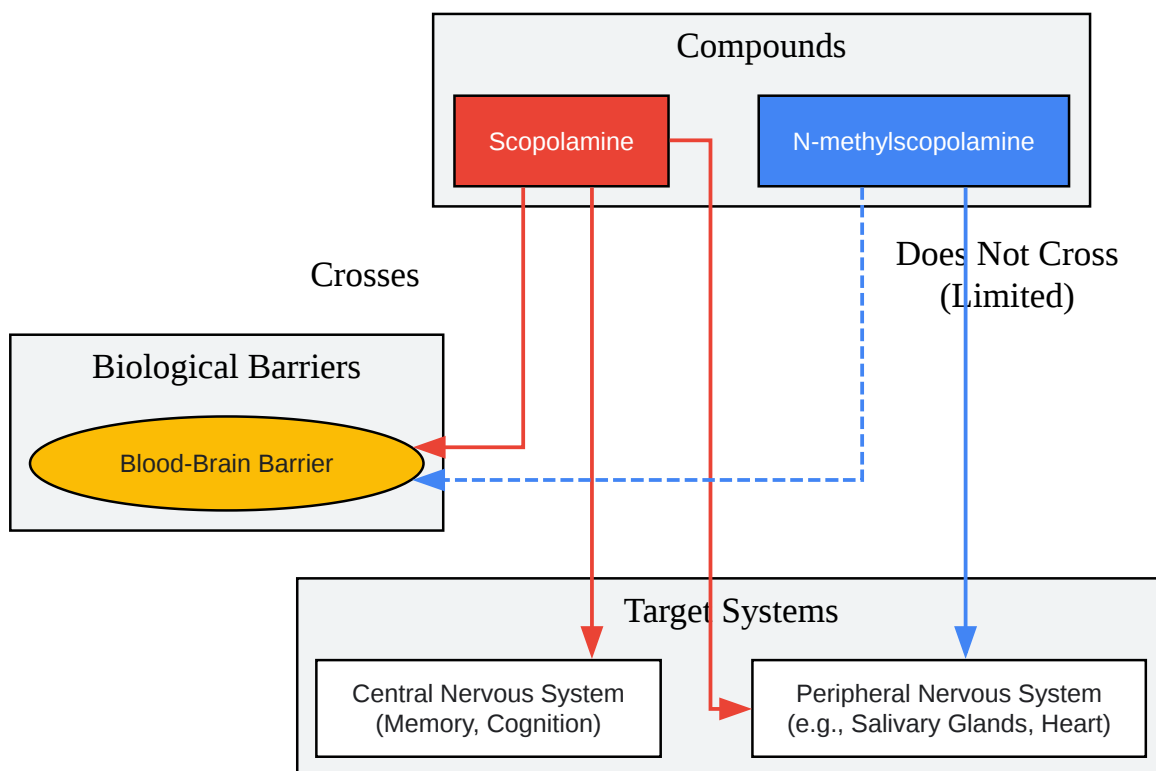 Compounds
Scopolamine
N-methylscopolamine
Crosses
Does Not Cross
(Limited)
Biological Barriers
Blood-Brain Barrier
Target Systems
Central Nervous System
(Memory, Cognition)
Peripheral Nervous System
(e.g., Salivary Glands, Heart)